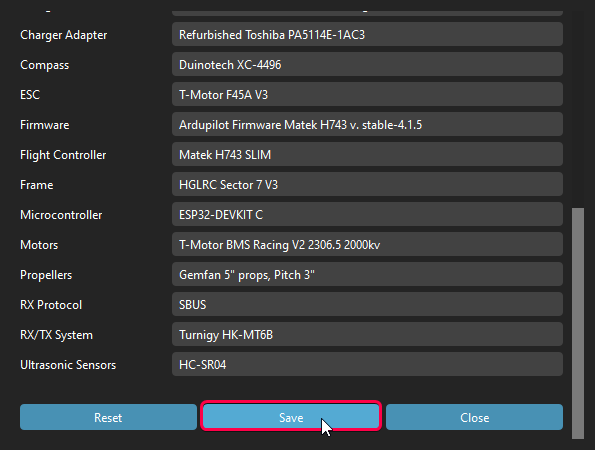 Charger Adapter Refurbished Toshiba PA5114E-1AC3
Compass Duinotech XC-4496
ESC T-Motor F45A V3
Firmware Ardupilot Firmware Matek H743 v. stable-4.1.5
Flight Controller Matek H743 SLIM
Frame HGLRC Sector 7 V3
Microcontroller ESP32-DEVKIT C
Motors T-Motor BMS Racing V2 2306.5 2000kv
Propellers Gemfan 5" props, Pitch 3"
RX Protocol SBUS
RX/TX System Turnigy HK-MT6B
Ultrasonic Sensors HC-SR04
Reset Save Close